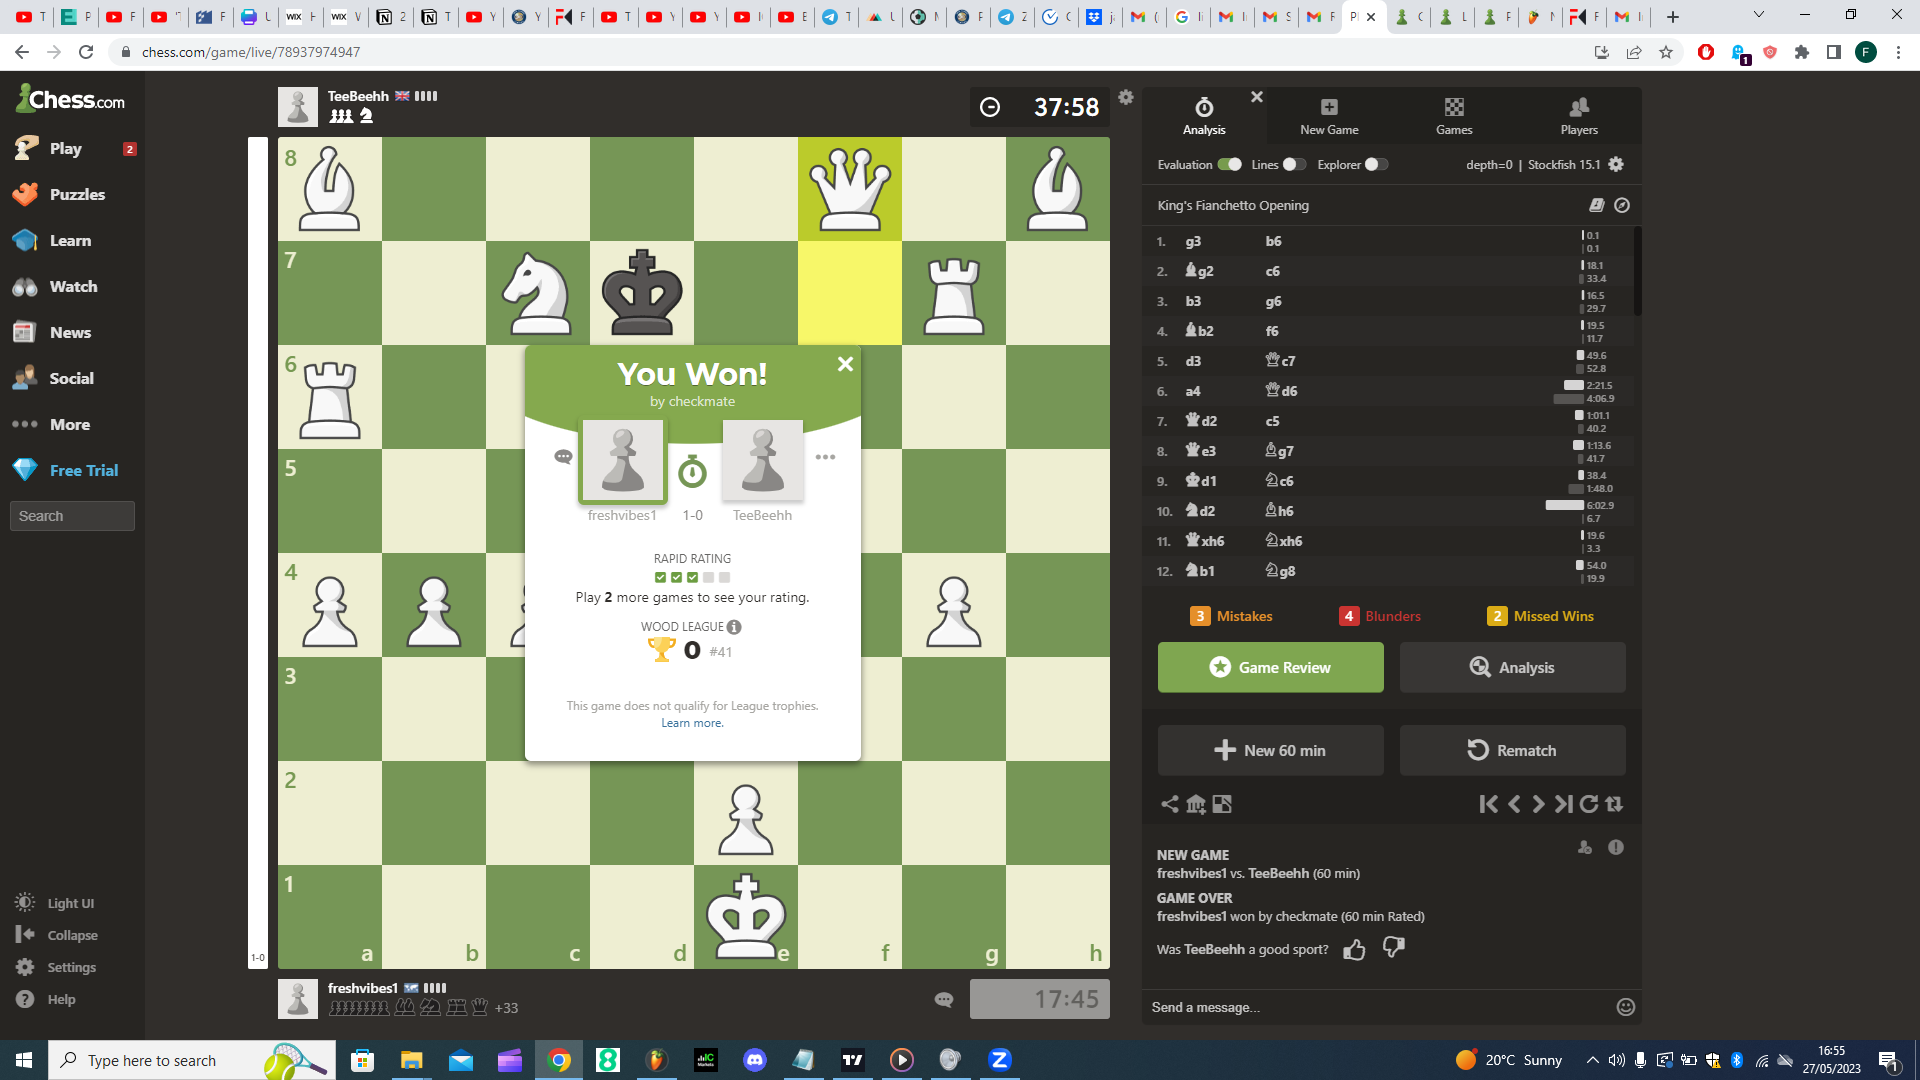 chess.com/game/live/78937974947
Chess.com
Play 2
Puzzles
Learn
Watch
News
Social
More
Free Trial
Search
Light UI
Collapse
Settings
Help
TeeBeehh
37:58
8
7
6
5
4
3
2
1
a b c d e f g h
1-0
You Won!
by checkmate
freshvibes1 1-0 TeeBeehh
RAPID RATING
Play 2 more games to see your rating.
WOOD LEAGUE
0 #41
This game does not qualify for League trophies.
Learn more.
freshvibes1
+33
17:45
Analysis New Game Games Players
Evaluation Lines Explorer depth=0 | Stockfish 15.1
King's Fianchetto Opening
1. g3 b6 0.1
0.1
2. g2 c6 18.1
33.4
3. b3 g6 16.5
29.7
4. b2 f6 19.5
11.7
5. d3 c7 49.6
52.8
6. a4 d6 2:21.5
4:06.9
7. d2 c5 1:01.1
40.2
8. e3 g7 1:13.6
41.7
9. d1 c6 38.4
1:48.0
10. d2 h6 6:02.9
6.7
11. xh6 xh6 19.6
3.3
12. b1 g8 54.0
19.9
3 Mistakes 4 Blunders 2 Missed Wins
Game Review Analysis
New 60 min Rematch
NEW GAME
freshvibes1 vs. TeeBeehh (60 min)
GAME OVER
freshvibes1 won by checkmate (60 min Rated)
Was TeeBeehh a good sport?
Send a message...
Type here to search
20°C Sunny
16:55
27/05/2023
1